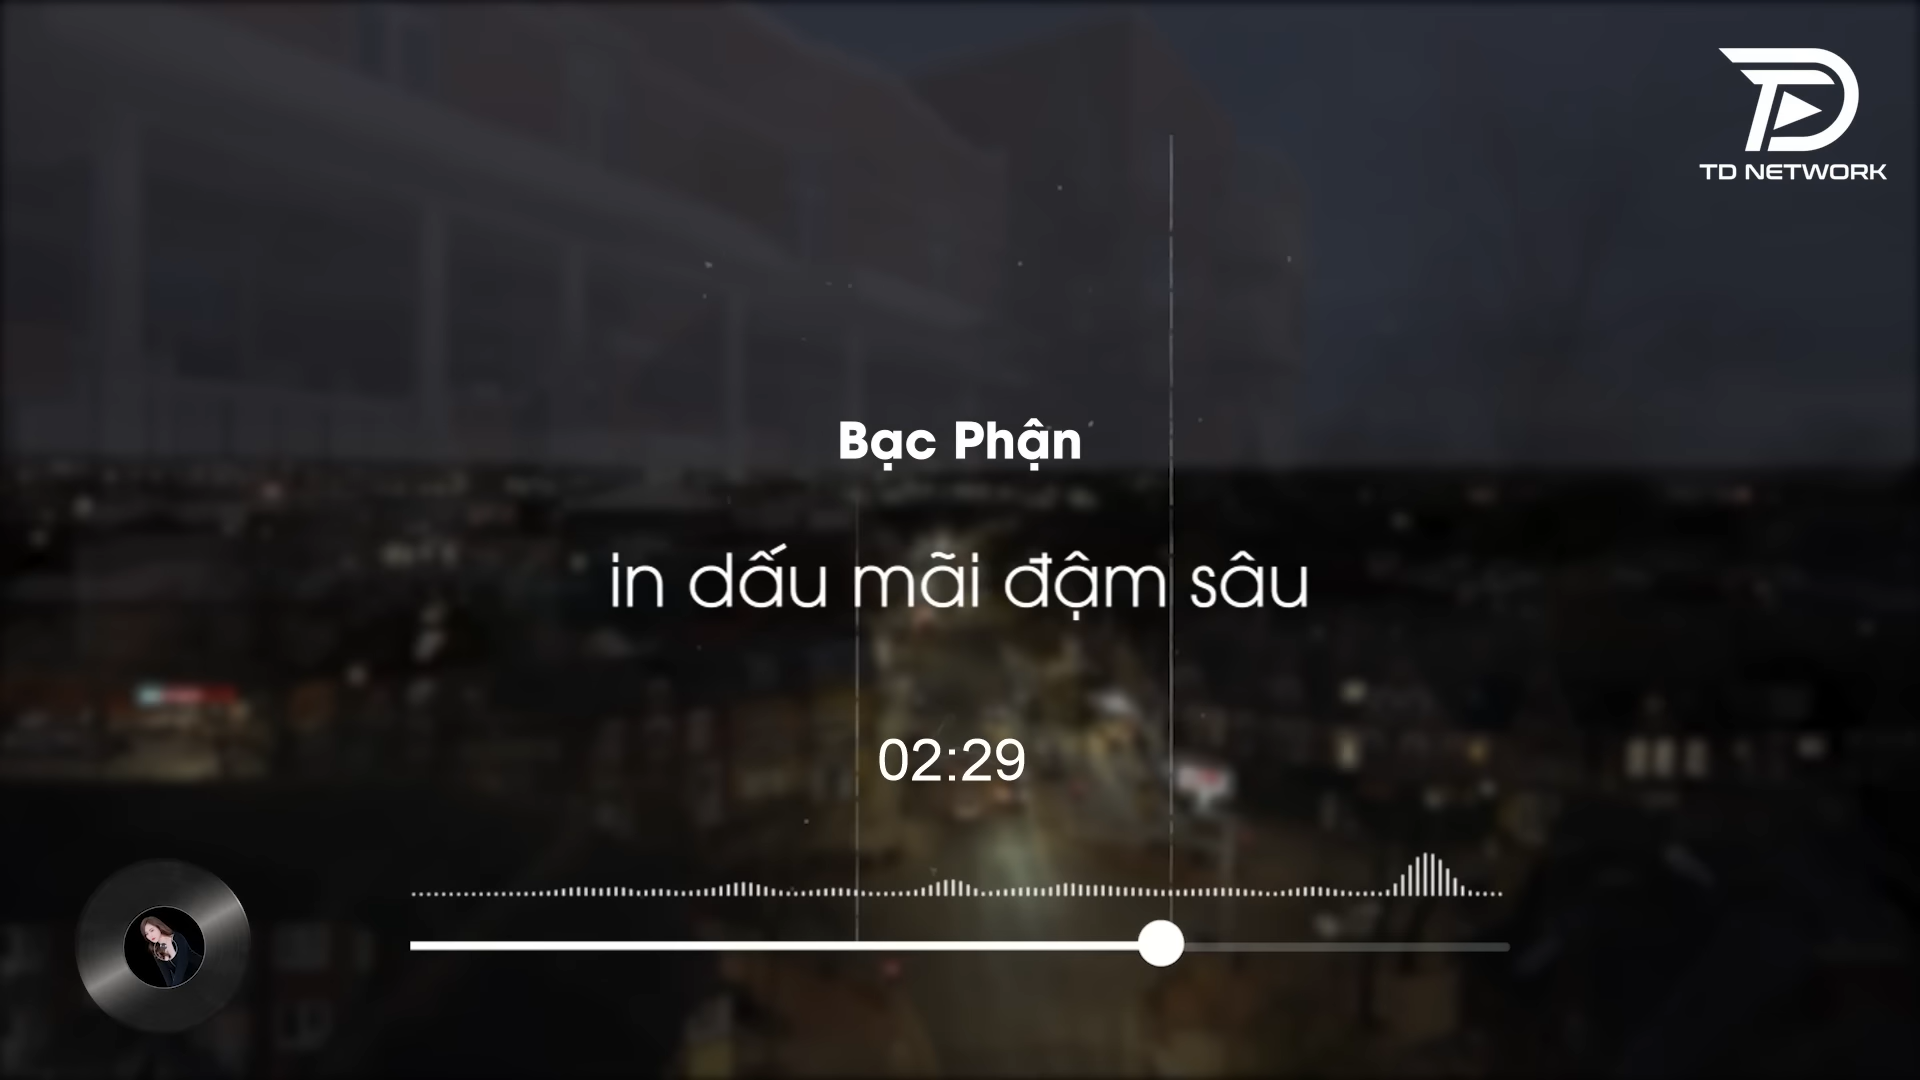 TD NETWORK
Bạc Phận
in dấu mãi đậm sâu
02:29